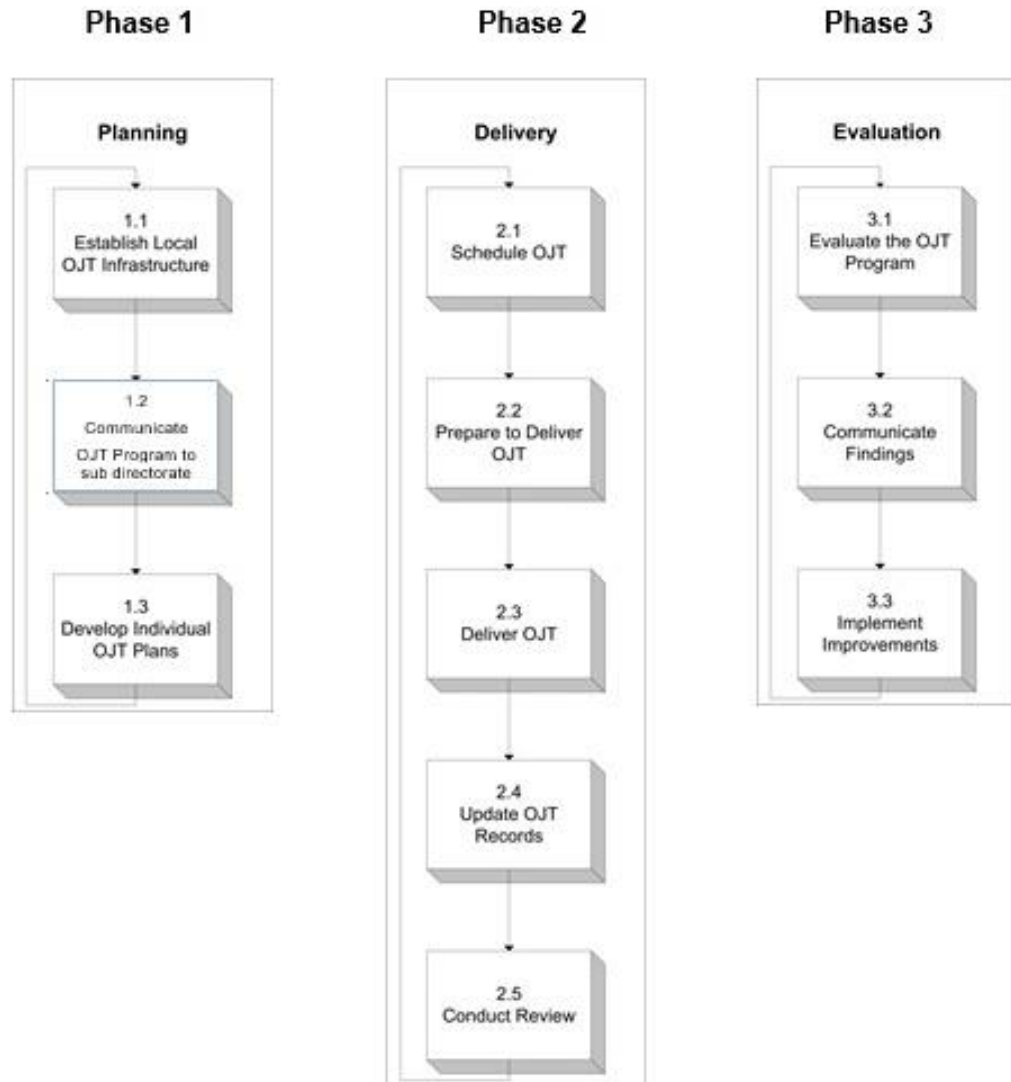 Phase 1
Phase 2
Phase 3
Planning
1.1
Establish Local
OJT Infrastructure
1.2
Communicate
OJT Program to
sub directorate
1.3
Develop Individual
OJT Plans
Delivery
2.1
Schedule OJT
2.2
Prepare to Deliver
OJT
2.3
Deliver OJT
2.4
Update OJT
Records
2.5
Conduct Review
Evaluation
3.1
Evaluate the OJT
Program
3.2
Communicate
Findings
3.3
Implement
Improvements